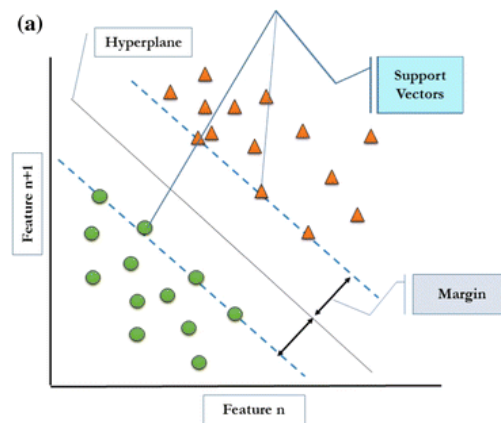 (a)
Hyperplane
Support
Vectors
Feature n+1
Margin
Feature n